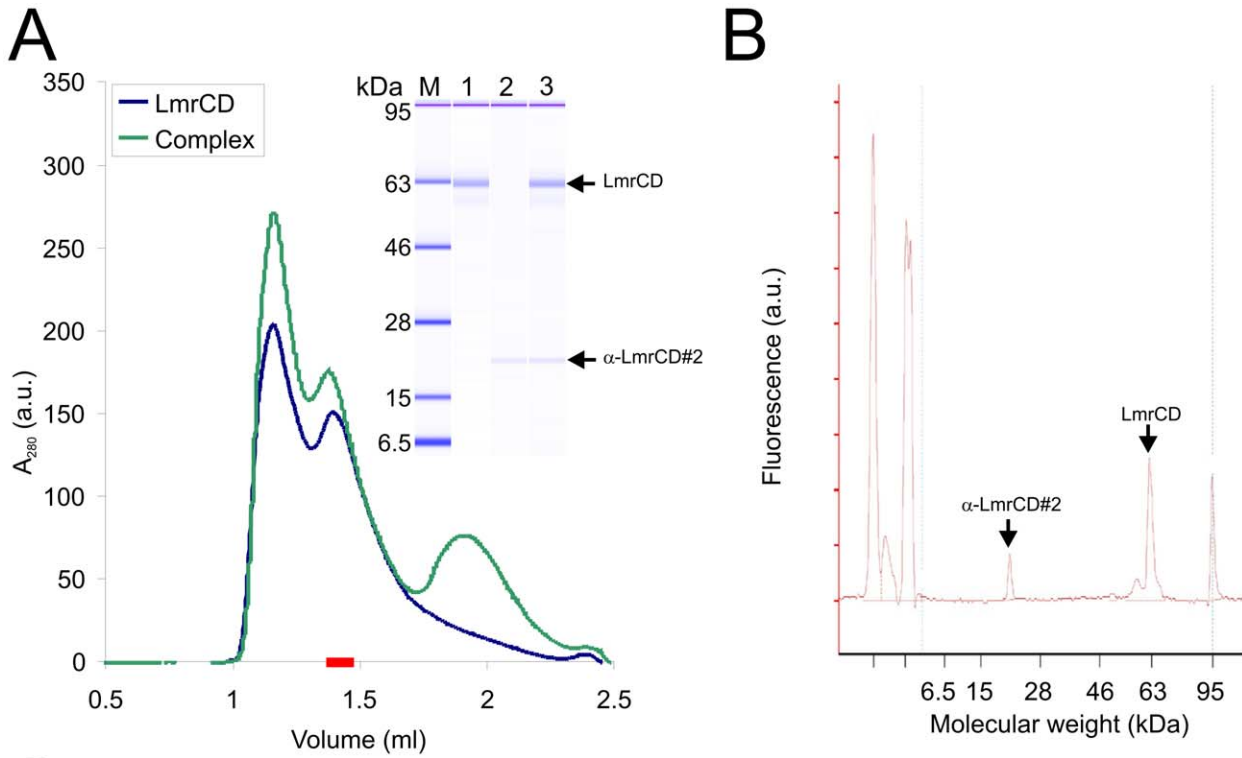 A
350
300
250
200
150
100
50
0
A₂₈₀ (a.u.)
0.5 1 1.5 2 2.5
Volume (ml)
LmrCD
Complex
kDa M 1 2 3
95
63
46
28
15
6.5
LmrCD
α-LmrCD#2
B
Fluorescence (a.u.)
α-LmrCD#2
LmrCD
6.5 15 28 46 63 95
Molecular weight (kDa)